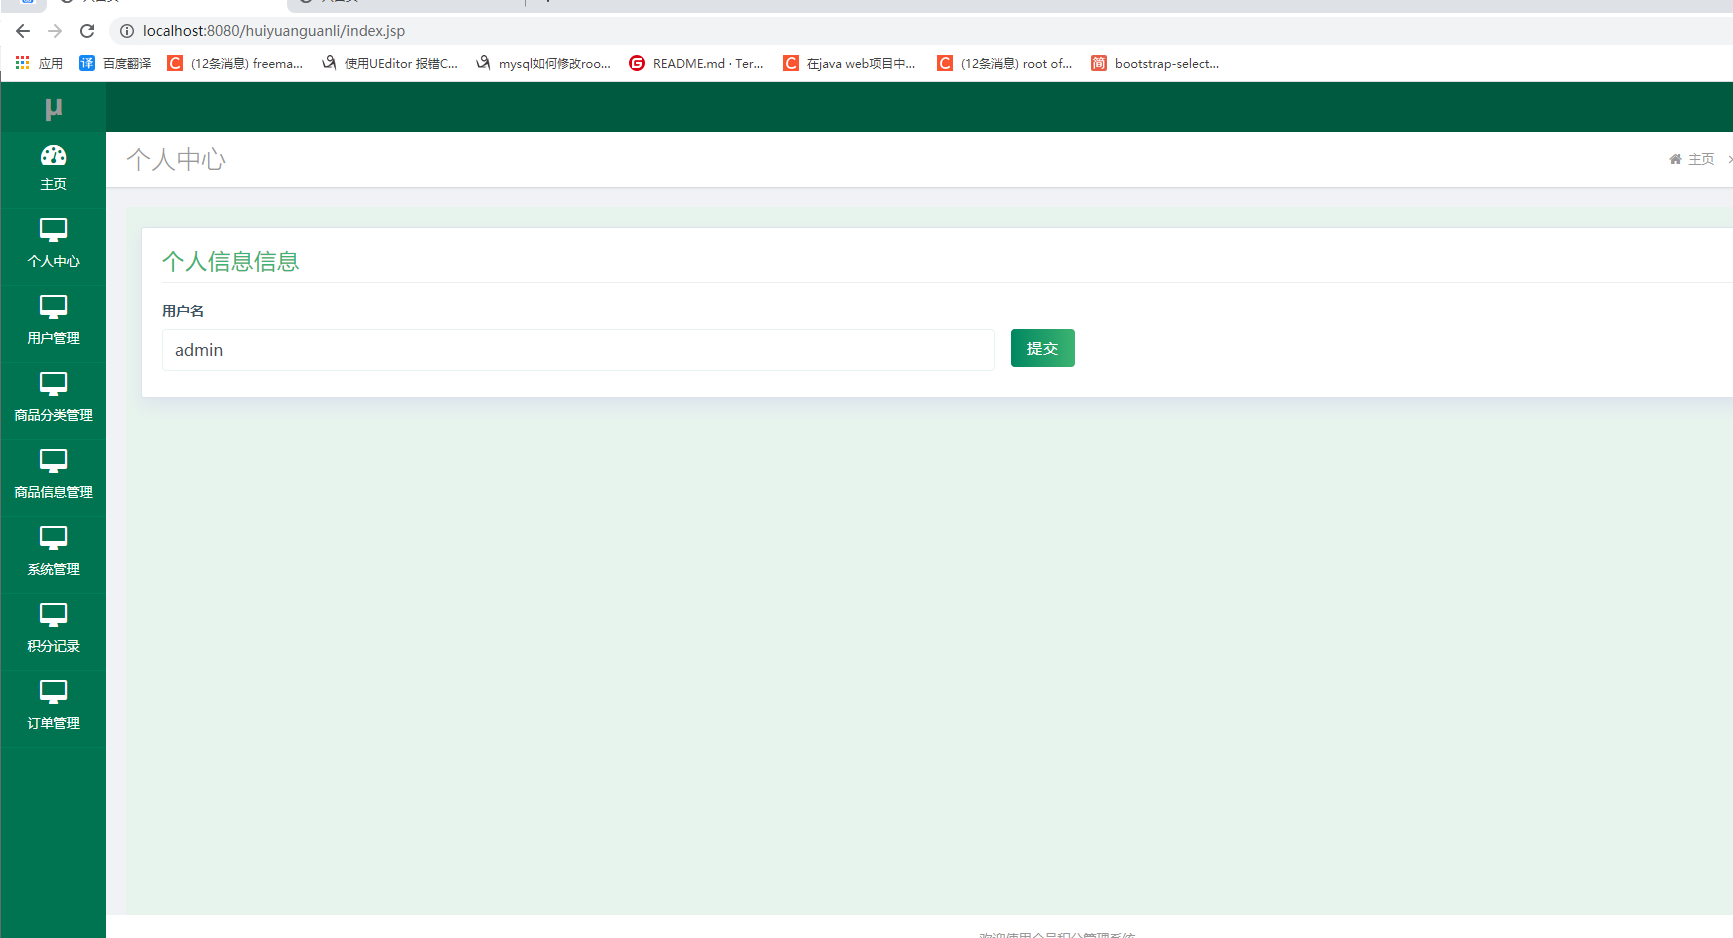 localhost:8080/huiyuanguanli/index.jsp
应用 百度翻译 (12条消息) freema... 使用UEditor 报错C... mysql如何修改roo... README.md · Ter... 在java web项目中... (12条消息) root of... bootstrap-select...
μ
主页
个人中心
用户管理
商品分类管理
商品信息管理
系统管理
积分记录
订单管理
个人中心
主页
个人信息信息
用户名
admin
提交